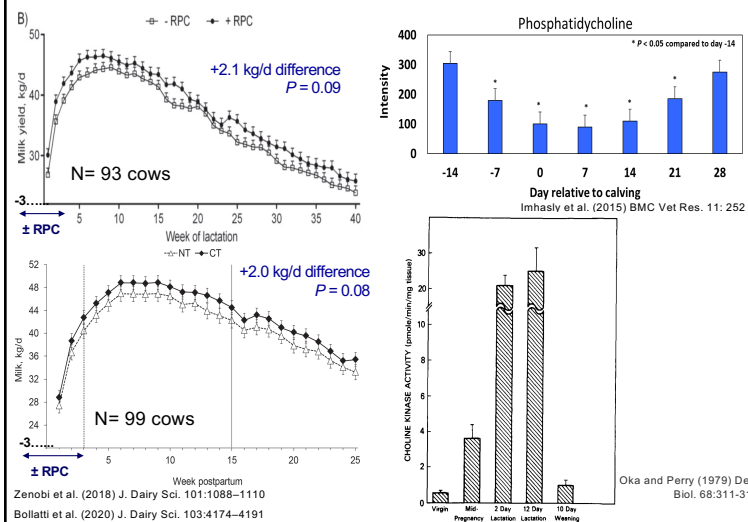 B)
- RPC + RPC
50
40
30
-3
Milk yield, kg/d
+2.1 kg/d difference
P = 0.09
N= 93 cows
5 10 15 20 25 30 35 40
Week of lactation
± RPC
NT CT
52
48
44
40
36
32
28
24
-3
Milk, kg/d
+2.0 kg/d difference
P = 0.08
N= 99 cows
5 10 15 20 25
Week postpartum
± RPC
Zenobi et al. (2018) J. Dairy Sci. 101:1088–1110
Bollatti et al. (2020) J. Dairy Sci. 103:4174–4191
Phosphatidycholine
* P < 0.05 compared to day -14
400
300
200
100
0
Intensity
* * * * *
-14 -7 0 7 14 21 28
Day relative to calving
Imhasly et al. (2015) BMC Vet Res. 11: 252
CHOLINE KINASE ACTIVITY (pmole/min/mg tissue)
30
20
10
8
6
4
2
0
Virgin Mid- 2 Day 12 Day 10 Day
Pregnancy Lactation Lactation Weaning
Oka and Perry (1979) De
Biol. 68:311-31